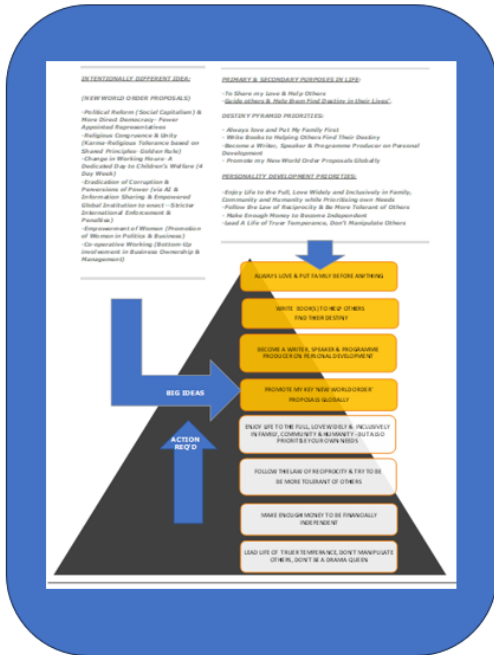 INTENTIONALLY DIFFERENT IDEA:
(NEW WORLD ORDER PROPOSALS)
-Political Reform (Social Capitalism) &
More Direct Democracy- Fewer
Appointed Representatives
-Religious Congruence & Unity
(Karma-Religious Tolerance based on
Shared Principles- Golden Rule)
-Change in Working Hours- A
Dedicated Day to Children's Welfare (4
Day Week)
-Eradication of Corruption &
Perversions of Power (via AI &
Information Sharing & Empowered
Global Institution to enact --Stricter
International Enforcement &
Penalties)
-Empowerment of Women (Promotion
of Women in Politics & Business)
-Co-operative Working (Bottom Up
Involvement in Business Ownership &
Management)
PRIMARY & SECONDARY PURPOSES IN LIFE:
-To Share my Love & Help Others
-Guide others & 'Help them Find Destiny in their Lives'.
DESTINY PYRAMID PRIORITIES:
- Always love and Put My Family First
- Write Books to Helping Others Find Their Destiny
-Become a Writer, Speaker & Programme Producer on Personal
Development
- Promote my New World Order Proposals Globally
PERSONALITY DEVELOPMENT PRIORITIES:
-Enjoy Life to the Full, Love Widely and Inclusively in Family,
Community and Humanity while Prioritising own Needs
-Follow the Law of Reciprocity & Be More Tolerant of Others
- Make Enough Money to Become Independent
-Lead A Life of Truer Temperance, Don't Manipulate Others
ALWAYS LOVE & PUT FAMILY BEFORE ANYTHING
WRITE BOOK(S) TO HELP OTHERS
FIND THEIR DESTINY
BECOME A WRITER, SPEAKER & PROGRAMME
PRODUCER ON PERSONAL DEVELOPMENT
PROMOTE MY KEY 'NEW WORLD ORDER'
PROPOSALS GLOBALLY
BIG IDEAS
ENJOY LIFE TO THE FULL, LOVE WIDELY & INCLUSIVELY
IN FAMILY, COMMUNITY & HUMANITY - BUT ALSO
PRIORITISE YOUR OWN NEEDS
ACTION
REQ'D
FOLLOW THE LAW OF RECIPROCITY & TRY TO BE
BE MORE TOLERANT OF OTHERS
MAKE ENOUGH MONEY TO BE FINANCIALLY
INDEPENDENT
LEAD LIFE OF TRUER TEMPERANCE, DON'T MANIPULATE
OTHERS, DON'T BE A DRAMA QUEEN